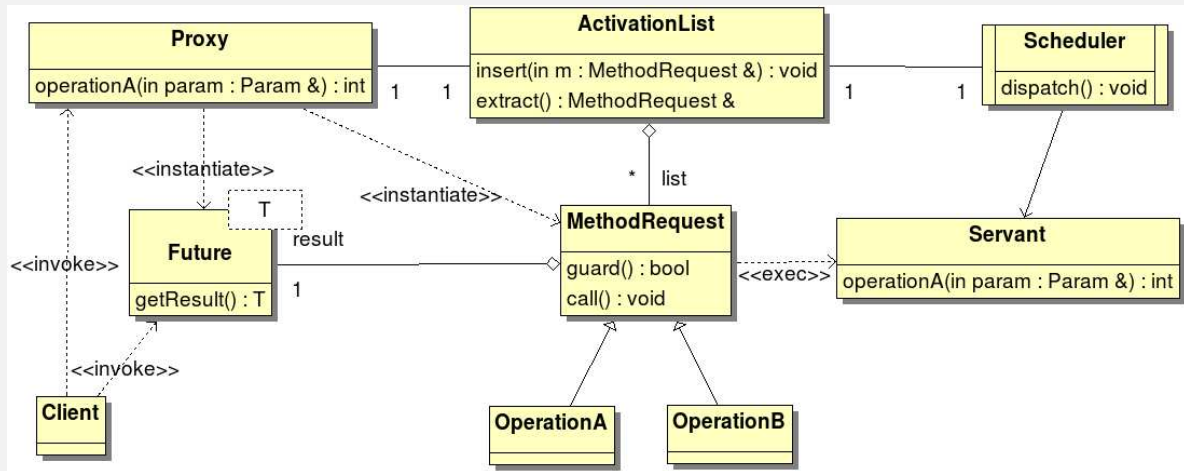 Proxy
operationA(in param : Param &) : int
ActivationList
insert(in m : MethodRequest &) : void
extract() : MethodRequest &
Scheduler
dispatch() : void
1
1
1
1
<<instantiate>>
<<instantiate>>
* list
T
Future
getResult() : T
result
1
MethodRequest
guard() : bool
call() : void
<<exec>>
Servant
operationA(in param : Param &) : int
<<invoke>>
<<invoke>>
Client
OperationA
OperationB